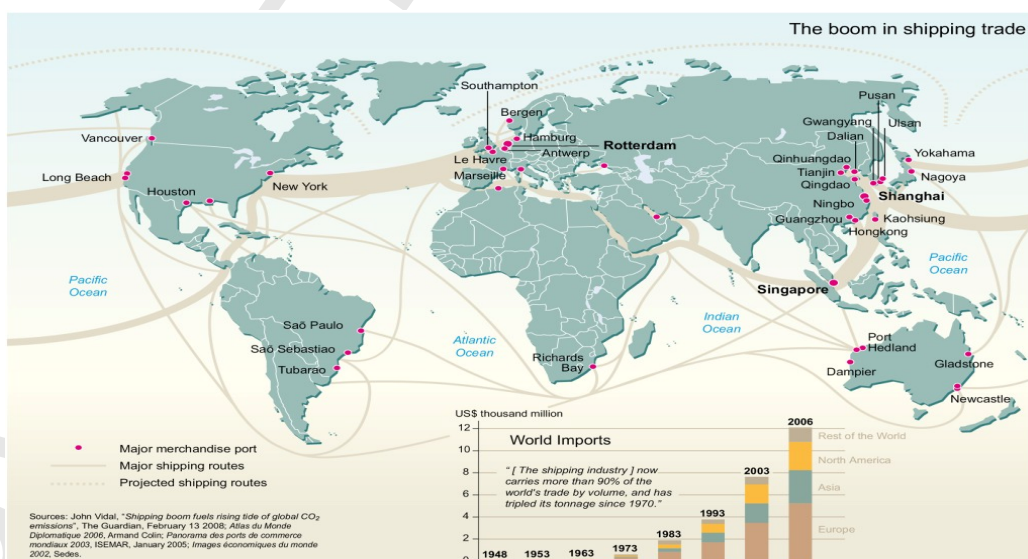 The boom in shipping trade
Southampton
Pusan
Bergen
Gwangyang
Ulsan
Dalian
Vancouver
Hamburg
Rotterdam
Antwerp
Le Havre
Qinhuangdao
Yokahama
Long Beach
Marseille
Tianjin
Nagoya
Houston
New York
Qingdao
Shanghai
Ningbo
Guangzhou
Kaohsiung
Hongkong
Pacific
Ocean
Pacific
Ocean
Singapore
Indian
Ocean
Saõ Paulo
Atlantic
Ocean
Port
Hedland
Saõ Sebastiao
Richards
Bay
Gladstone
Tubarao
Dampier
Newcastle
US$ thousand million
2006
12
World Imports
Rest of the World
10
Major merchandise port
North America
Major shipping routes
Projected shipping routes
"[ The shipping industry ] now
carries more than 90% of the
world's trade by volume, and has
tripled its tonnage since 1970."
2003
8
Asia
6
1993
4
Europe
1983
2
1973
1948 1953 1963
0
Sources: John Vidal, "Shipping boom fuels rising tide of global CO2
emissions", The Guardian, February 13 2008; Atlas du Monde
Diplomatique 2006, Armand Colin; Panorama des ports de commerce
mondiaux 2003, ISEMAR, January 2005; Images économiques du monde
2002, Sedes.